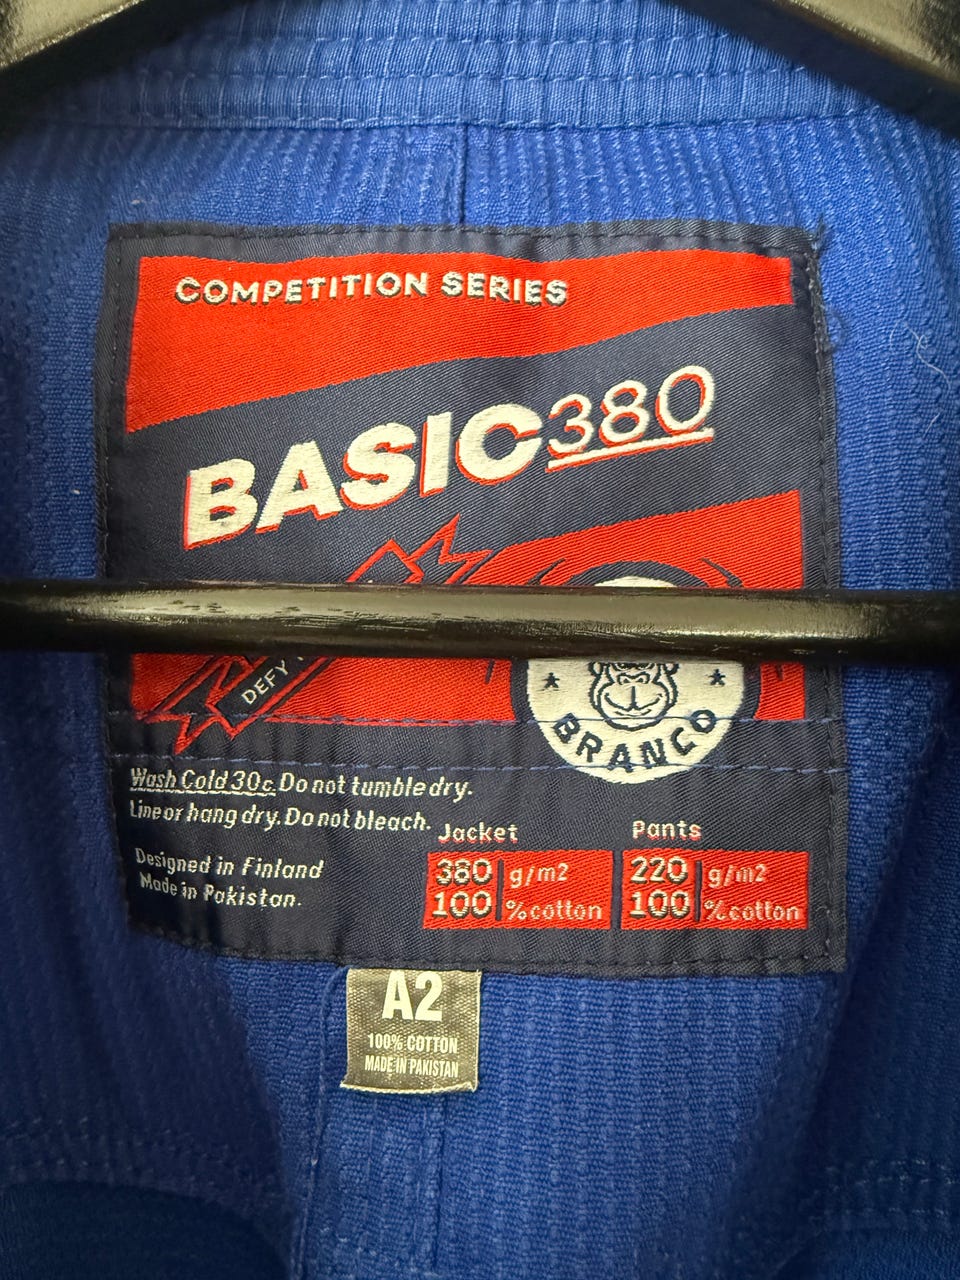 COMPETITION SERIES
BASIC380
DEFY
BRANCO
Wash Cold 30c. Do not tumble dry.
Line or hang dry. Do not bleach.
Designed in Finland
Made in Pakistan.
Jacket
380 g/m2
100 % cotton
Pants
220 g/m2
100 % cotton
A2
100% COTTON
MADE IN PAKISTAN